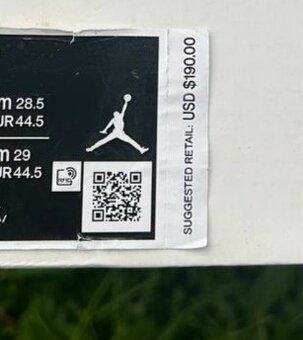 m 28.5
UR 44.5
m 29
UR 44.5
RFID
SUGGESTED RETAIL: USD $190.00